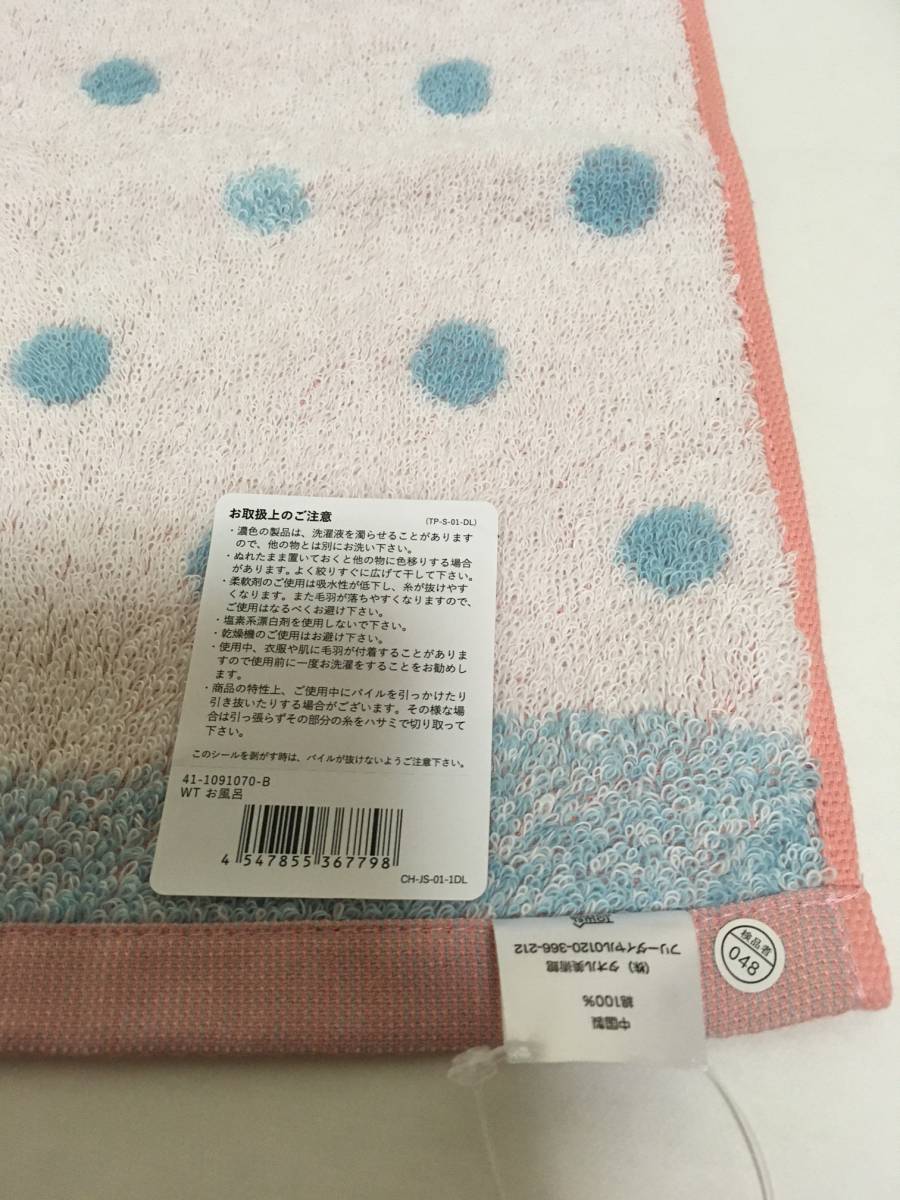 お取扱上のご注意
(TP-S-01-DL)
・濃色の製品は、洗濯液を濁らせることがあります
ので、他の物とは別にお洗い下さい。
・ぬれたまま置いておくと他の物に色移りする場合
があります。よく絞りすぐに広げて干して下さい。
・柔軟剤のご使用は吸水性が低下し、糸が抜けやす
くなります。また毛羽が落ちやすくなりますので、
ご使用はなるべくお避け下さい。
・塩素系漂白剤を使用しないで下さい。
・乾燥機のご使用はお避け下さい。
・使用中、衣服や肌に毛羽が付着することがありま
すので使用前に一度お洗濯をすることをお勧めし
ます。
・商品の特性上、ご使用中にパイルを引っかけたり
引き抜いたりする場合がございます。その様な場
合は引っ張らずその部分の糸をハサミで切り取って
下さい。
このシールを剥がす時は、パイルが抜けないようご注意下さい。
41-1091070-B
WT お風呂
4 547855 367798
CH-JS-01-1DL
中国製
綿100%
(株) タオル美術館
フリーダイヤル0120-366-212
検品者
048